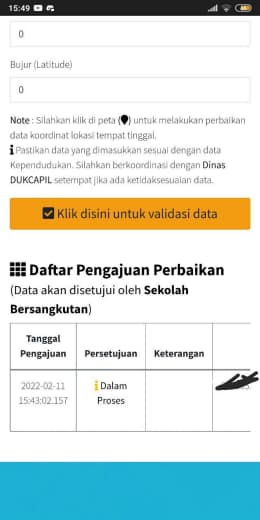 15:49
0
Bujur (Latitude)
0
Note : Silahkan klik di peta () untuk melakukan perbaikan
data koordinat lokasi tempat tinggal.
Pastikan data yang dimasukkan sesuai dengan data
Kependudukan. Silahkan berkoordinasi dengan Dinas
DUKCAPIL setempat jika ada ketidaksesuaian data.
Klik disini untuk validasi data
Daftar Pengajuan Perbaikan
(Data akan disetujui oleh Sekolah
Bersangkutan)
Tanggal
Pengajuan Persetujuan Keterangan
2022-02-11
15:43:02.157
Dalam
Proses